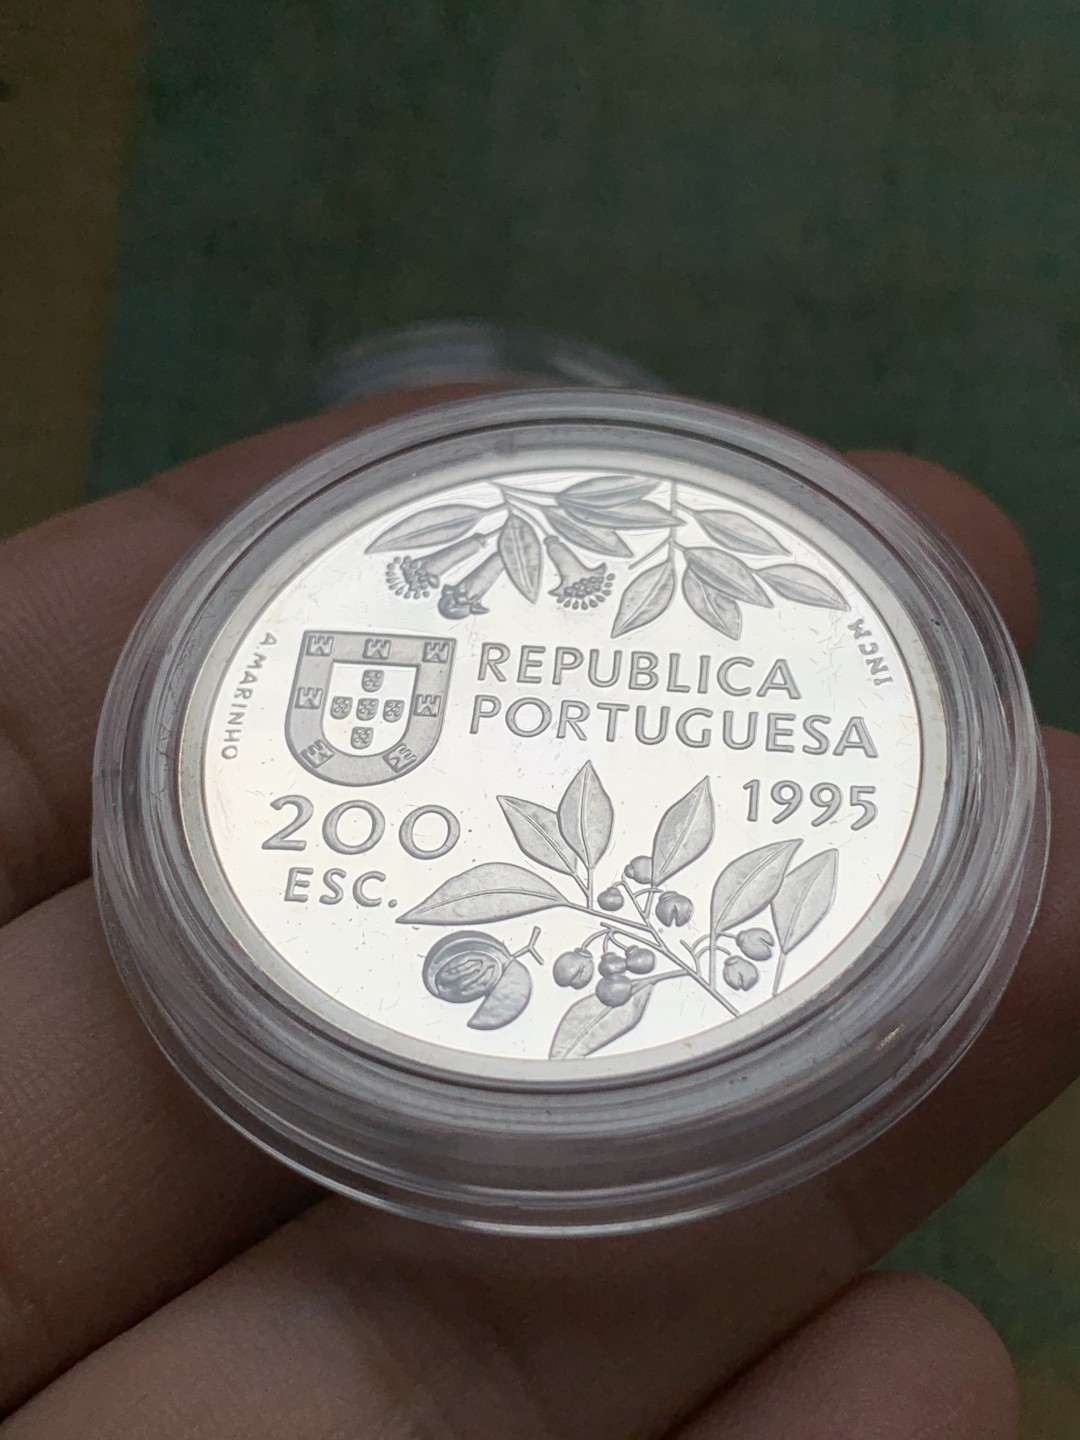 A. MARINHO
INCM
REPUBLICA
PORTUGUESA
1995
200
ESC.